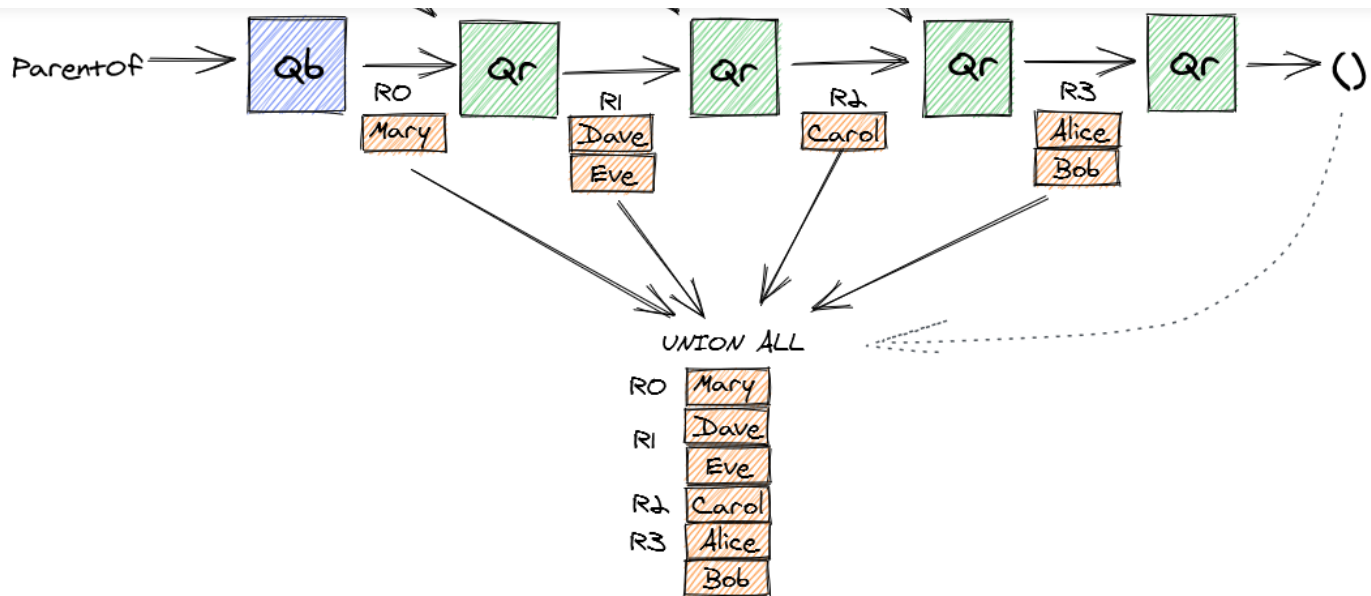 ParentOf Qb Qr Qr Qr Qr ()
R0 R1 R2 R3
Mary Dave Carol Alice
Eve Bob
UNION ALL
R0 Mary
R1 Dave
Eve
R2 Carol
R3 Alice
Bob